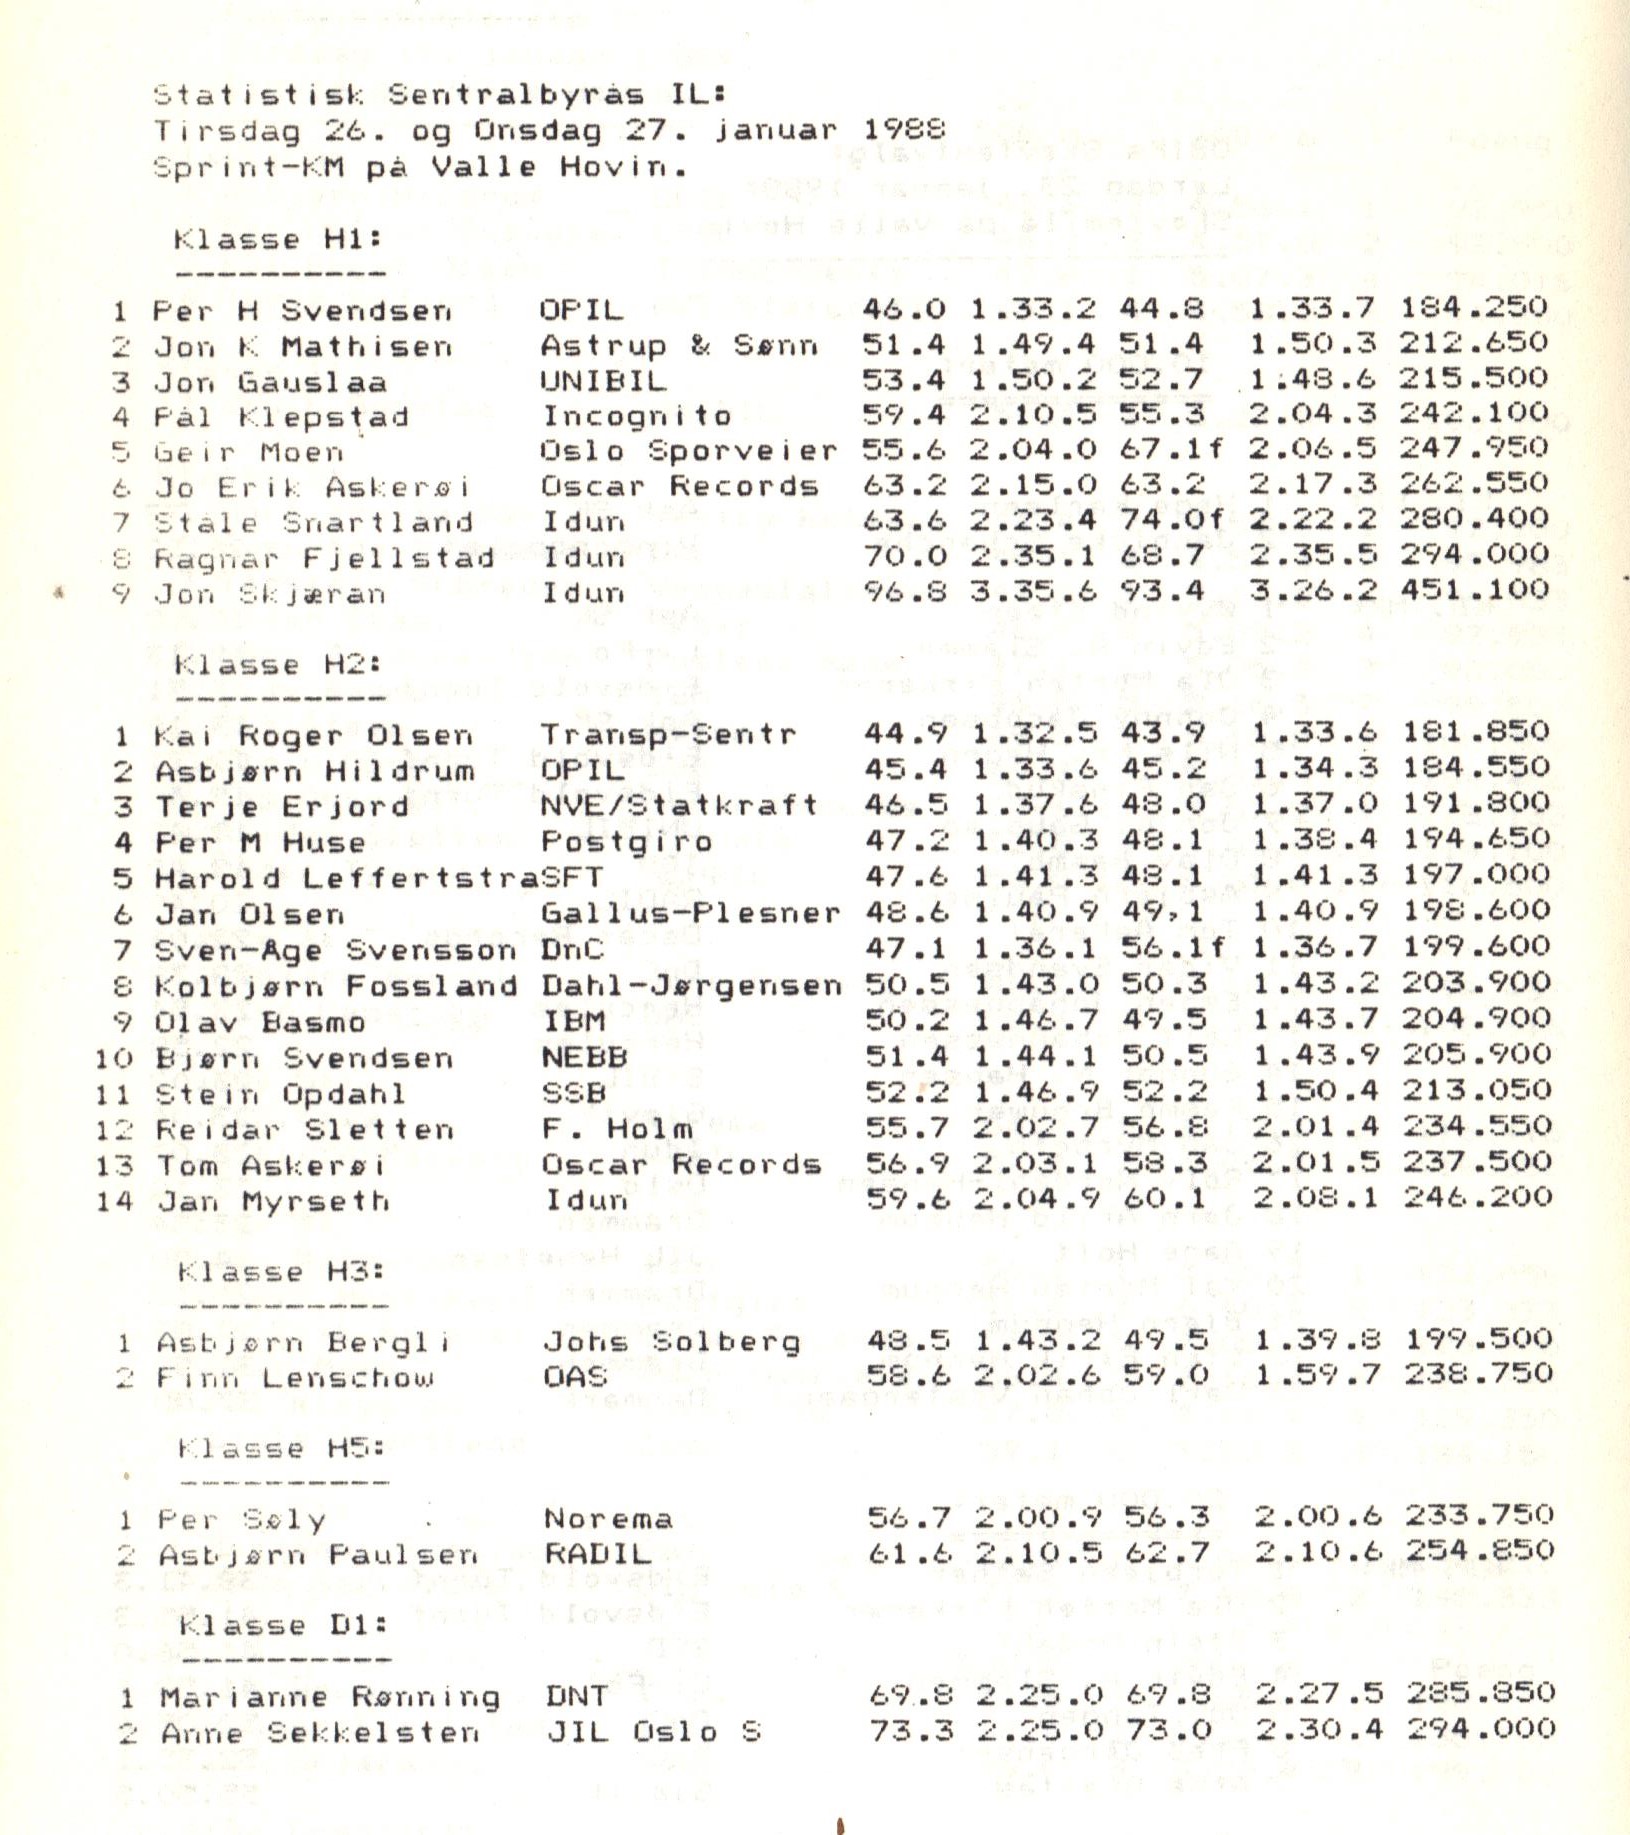 Statistisk Sentralbyrås IL:
Tirsdag 26. og Onsdag 27. januar 1988
Sprint-KM på Valle Hovin.
Klasse H1:
----------
1 Per H Svendsen OPIL 46.0 1.33.2 44.8 1.33.7 184.250
2 Jon K Mathisen Astrup & Sønn 51.4 1.49.4 51.4 1.50.3 212.650
3 Jon Gauslaa UNIBIL 53.4 1.50.2 52.7 1.48.6 215.500
4 Pål Klepstad Incognito 59.4 2.10.5 55.3 2.04.3 242.100
5 Geir Moen Oslo Sporveier 55.6 2.04.0 67.1f 2.06.5 247.950
6 Jo Erik Askerøi Oscar Records 63.2 2.15.0 63.2 2.17.3 262.550
7 Ståle Snartland Idun 63.6 2.23.4 74.0f 2.22.2 280.400
8 Ragnar Fjellstad Idun 70.0 2.35.1 68.7 2.35.5 294.000
9 Jon Skjæran Idun 96.8 3.35.6 93.4 3.26.2 451.100
Klasse H2:
----------
1 Kai Roger Olsen Transp-Sentr 44.9 1.32.5 43.9 1.33.6 181.850
2 Asbjørn Hildrum OPIL 45.4 1.33.6 45.2 1.34.3 184.550
3 Terje Erjord NVE/Statkraft 46.5 1.37.6 48.0 1.37.0 191.800
4 Per M Huse Postgiro 47.2 1.40.3 48.1 1.38.4 194.650
5 Harold LeffertstraSFT 47.6 1.41.3 48.1 1.41.3 197.000
6 Jan Olsen Gallus-Plesner 48.6 1.40.9 49,1 1.40.9 198.600
7 Sven-Åge Svensson DnC 47.1 1.36.1 56.1f 1.36.7 199.600
8 Kolbjørn Fossland Dahl-Jørgensen 50.5 1.43.0 50.3 1.43.2 203.900
9 Olav Basmo IBM 50.2 1.46.7 49.5 1.43.7 204.900
10 Bjørn Svendsen NEBB 51.4 1.44.1 50.5 1.43.9 205.900
11 Stein Opdahl SSB 52.2 1.46.9 52.2 1.50.4 213.050
12 Reidar Sletten F. Holm 55.7 2.02.7 56.8 2.01.4 234.550
13 Tom Askerøi Oscar Records 56.9 2.03.1 58.3 2.01.5 237.500
14 Jan Myrseth Idun 59.6 2.04.9 60.1 2.08.1 246.200
Klasse H3:
----------
1 Asbjørn Bergli Johs Solberg 48.5 1.43.2 49.5 1.39.8 199.500
2 Finn Lenschow OAS 58.6 2.02.6 59.0 1.59.7 238.750
Klasse H5:
----------
1 Per Søly Norema 56.7 2.00.9 56.3 2.00.6 233.750
2 Asbjørn Paulsen RADIL 61.6 2.10.5 62.7 2.10.6 254.850
Klasse D1:
----------
1 Marianne Rønning DNT 69.8 2.25.0 69.8 2.27.5 285.850
2 Anne Sekkelsten JIL Oslo S 73.3 2.25.0 73.0 2.30.4 294.000